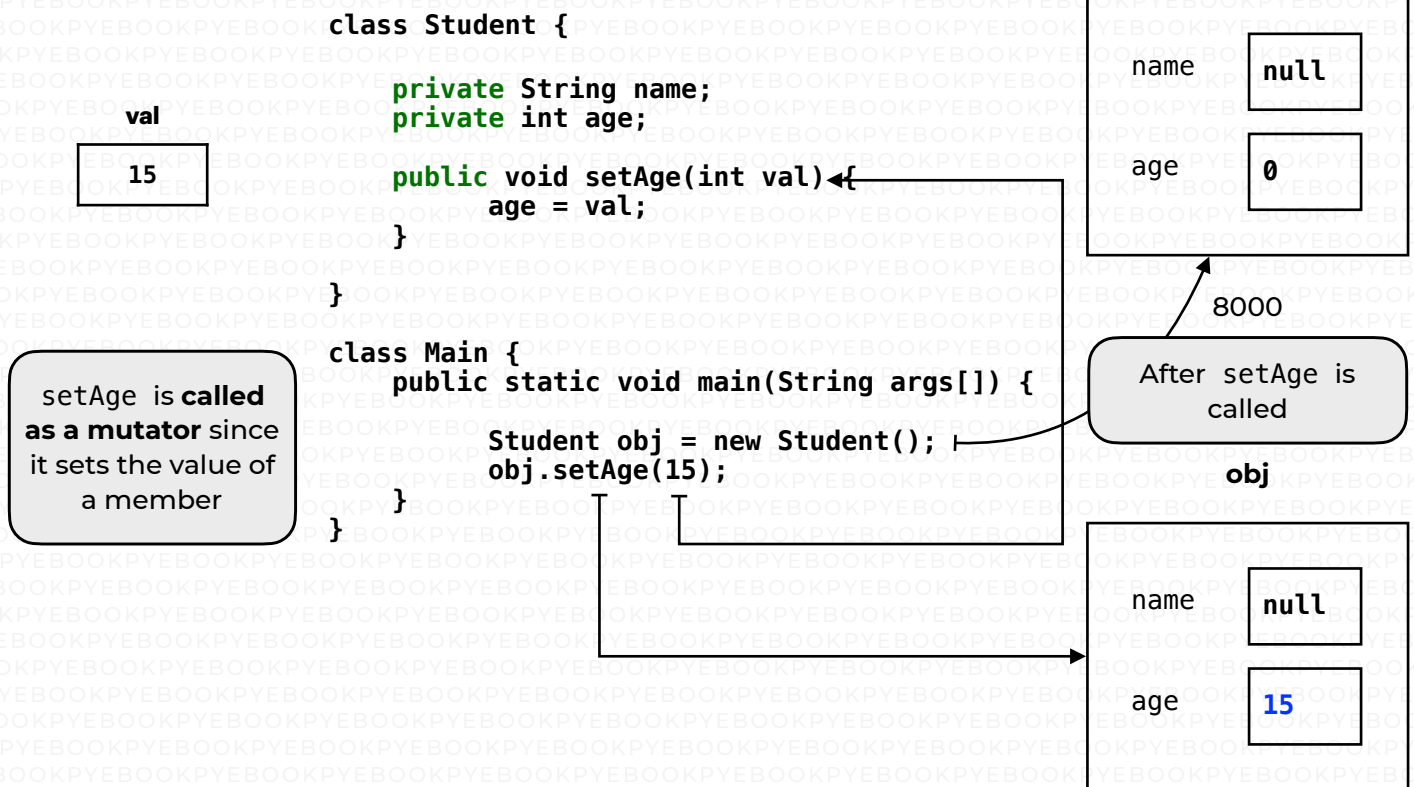 class Student {
private String name;
private int age;
public void setAge(int val) {
age = val;
}
}
class Main {
public static void main(String args[]) {
Student obj = new Student();
obj.setAge(15);
}
}
val
15
setAge is called
as a mutator since
it sets the value of
a member
name null
age 0
8000
After setAge is
called
obj
name null
age 15